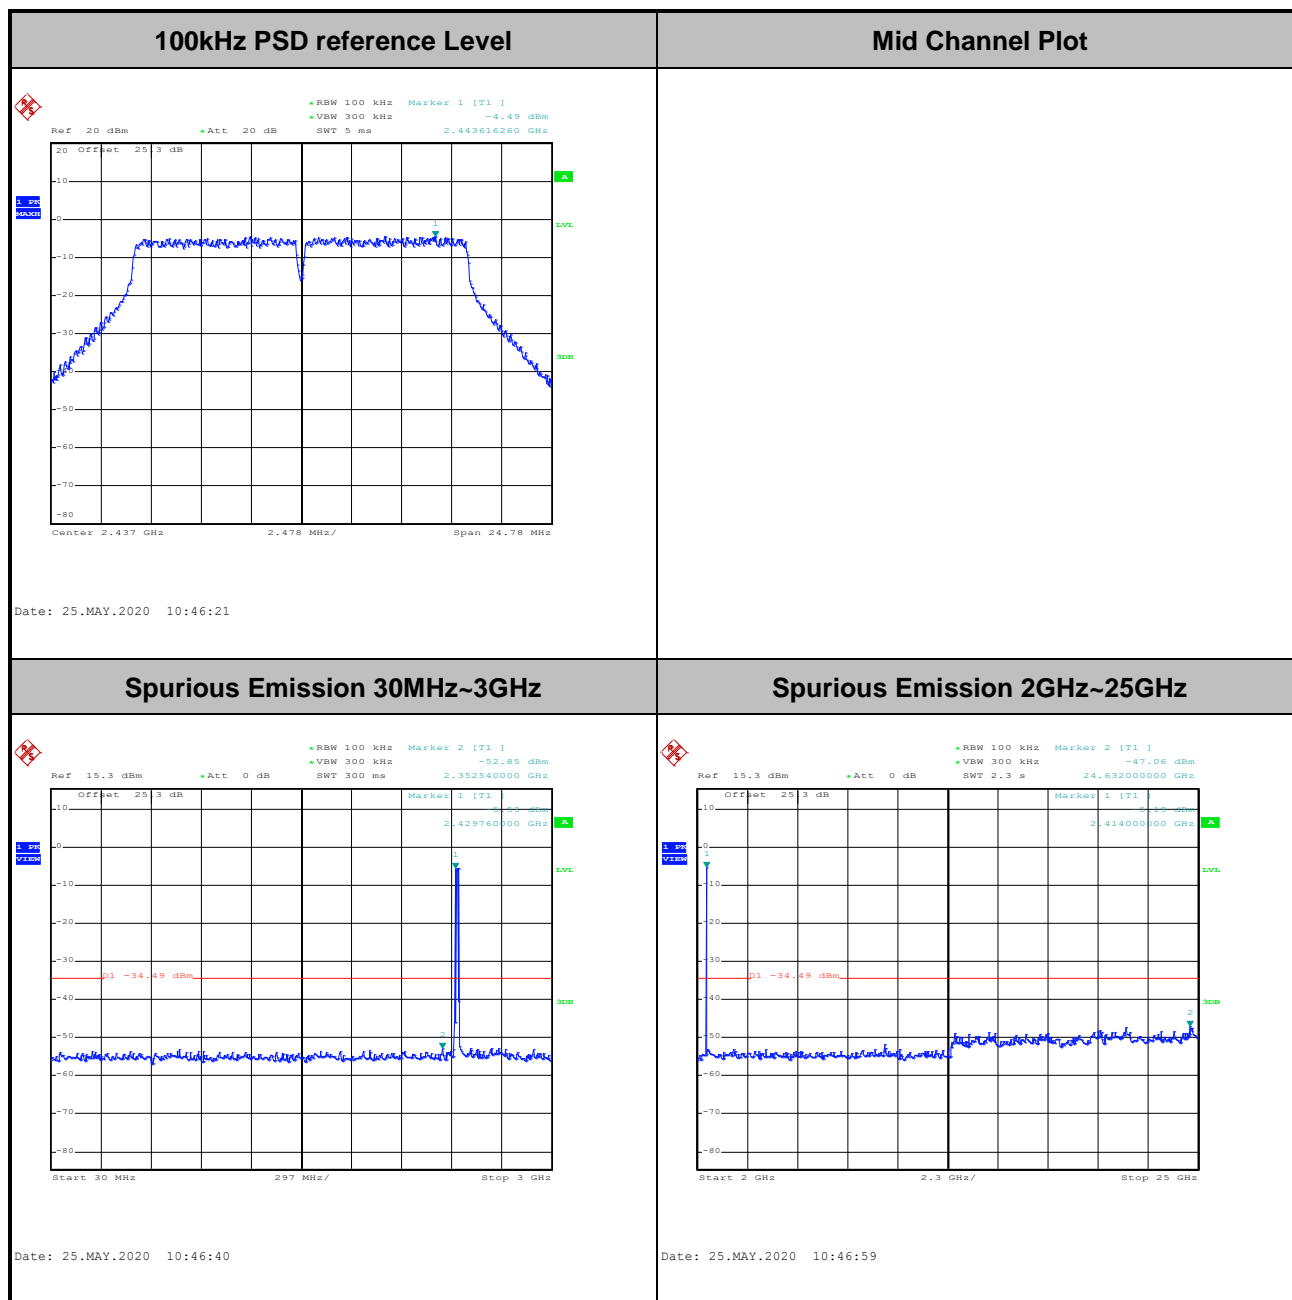 100kHz PSD reference Level
Mid Channel Plot
RBW 100 kHz Marker 1 [T1 ]
VBW 300 kHz -4.49 dBm
Ref 20 dBm Att 20 dB SWT 5 ms 2.443616260 GHz
20 Offset 25.3 dB
A
10
1 PK
MAXH
0
LVL
1
-10
-20
-30
3DB
-50
-60
-70
-80
Center 2.437 GHz 2.478 MHz/ Span 24.78 MHz
Date: 25.MAY.2020 10:46:21
Spurious Emission 30MHz~3GHz
RBW 100 kHz Marker 2 [T1 ]
VBW 300 kHz -52.85 dBm
Ref 15.3 dBm Att 0 dB SWT 300 ms 2.352540000 GHz
Offset 25.3 dB Marker 1 [T1 ]
10
2.429760000 GHz A
1 PK
VIEW
0
1
LVL
-10
-20
-30
D1 -34.49 dBm
-40
3DB
2
-50
-60
-70
-80
Start 30 MHz 297 MHz/ Stop 3 GHz
Date: 25.MAY.2020 10:46:40
Spurious Emission 2GHz~25GHz
RBW 100 kHz Marker 2 [T1 ]
VBW 300 kHz -47.06 dBm
Ref 15.3 dBm Att 0 dB SWT 2.3 s 24.632000000 GHz
Offset 25.3 dB Marker 1 [T1 ]
10
2.414000000 GHz A
1 PK
VIEW
0
1
LVL
-10
-20
-30
D1 -34.49 dBm
-40
3DB
2
-50
-60
-70
-80
Start 2 GHz 2.3 GHz/ Stop 25 GHz
Date: 25.MAY.2020 10:46:59